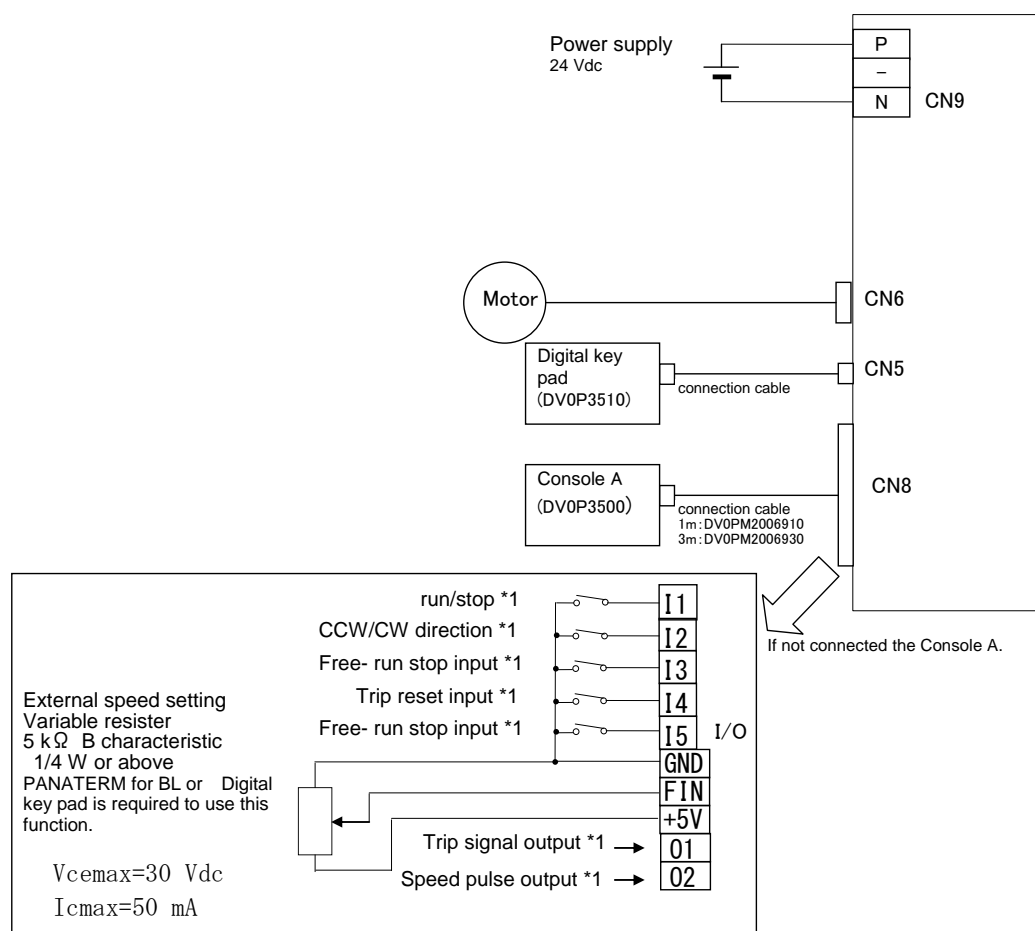 Power supply
24 Vdc
P
−
N
CN9
Motor
CN6
Digital key
pad
(DV0P3510)
connection cable
CN5
Console A
(DV0P3500)
connection cable
1m:DV0PM2006910
3m:DV0PM2006930
CN8
If not connected the Console A.
run/stop *1
I1
CCW/CW direction *1
I2
Free- run stop input *1
I3
Trip reset input *1
I4
Free- run stop input *1
I5
I/O
GND
FIN
+5V
Trip signal output *1
O1
Speed pulse output *1
O2
External speed setting
Variable resister
5 kΩ B characteristic
1/4 W or above
PANATERM for BL or Digital
key pad is required to use this
function.
Vcemax=30 Vdc
Icmax=50 mA